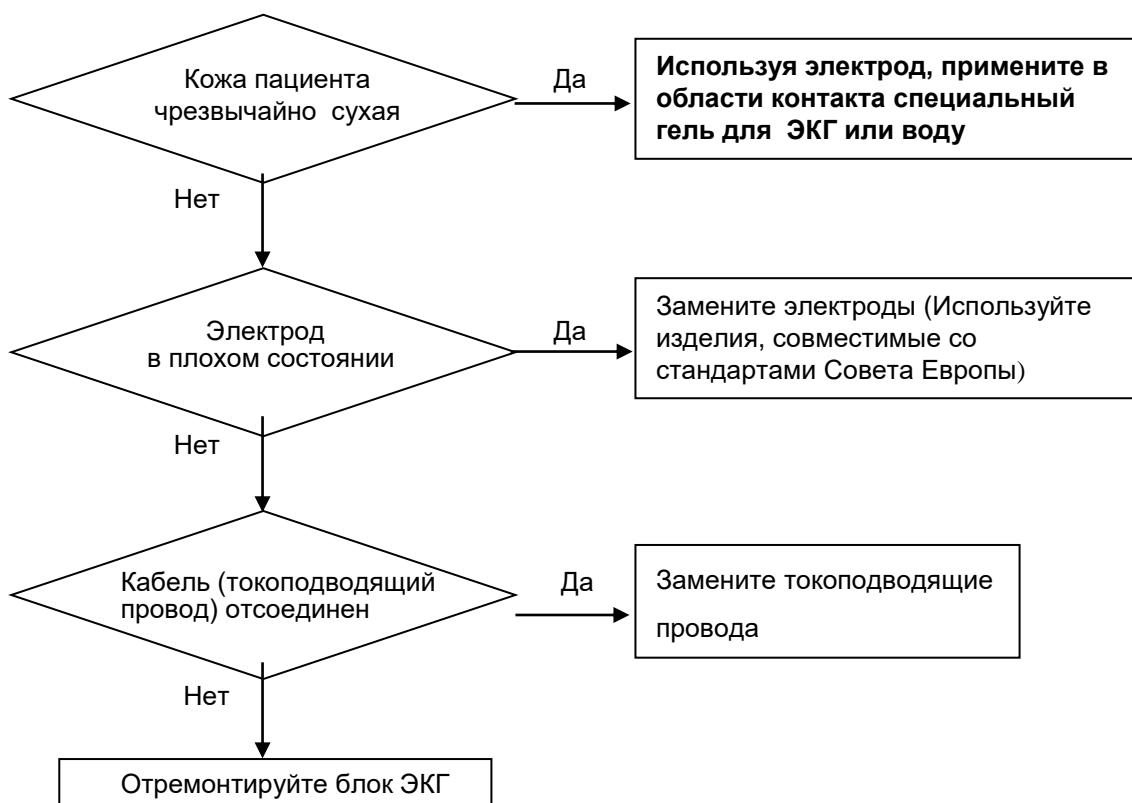 Кожа пациента
чрезвычайно сухая
Да
Используя электрод, примените в
области контакта специальный
гель для ЭКГ или воду
Нет
Электрод
в плохом состоянии
Да
Замените электроды (Используйте
изделия, совместимые со
стандартами Совета Европы)
Нет
Кабель (токоподводящий
провод) отсоединен
Да
Замените токоподводящие
провода
Нет
Отремонтируйте блок ЭКГ